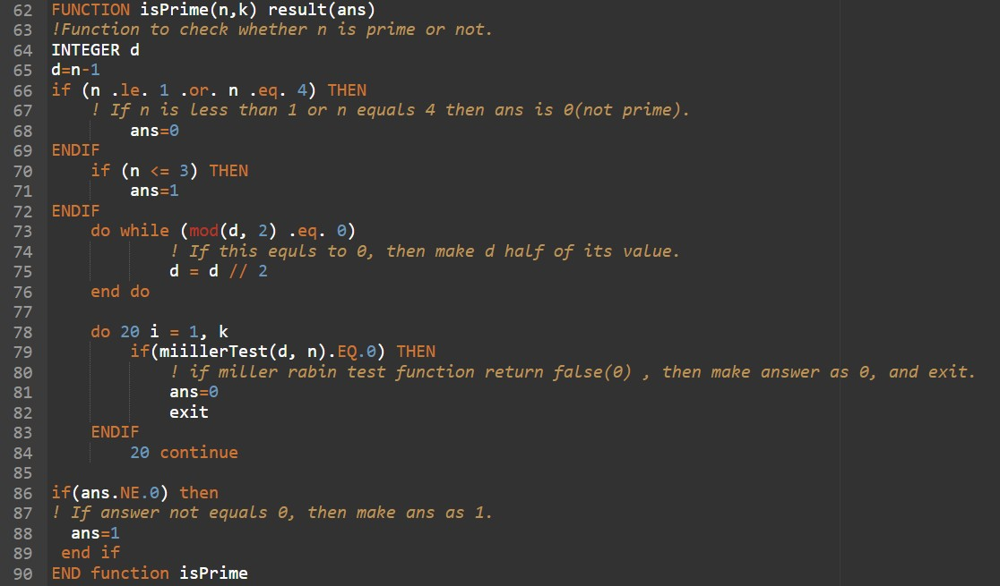 62 FUNCTION isPrime(n,k) result(ans)
63 !Function to check whether n is prime or not.
64 INTEGER d
65 d=n-1
66 if (n .le. 1 .or. n .eq. 4) THEN
67     ! If n is less than 1 or n equals 4 then ans is 0(not prime).
68         ans=0
69 ENDIF
70     if (n <= 3) THEN
71         ans=1
72 ENDIF
73     do while (mod(d, 2) .eq. 0)
74             ! If this equls to 0, then make d half of its value.
75             d = d // 2
76     end do
77
78     do 20 i = 1, k
79         if(miillerTest(d, n).EQ.0) THEN
80             ! if miller rabin test function return false(0) , then make answer as 0, and exit.
81             ans=0
82             exit
83     ENDIF
84         20 continue
85
86 if(ans.NE.0) then
87 ! If answer not equals 0, then make ans as 1.
88   ans=1
89  end if
90 END function isPrime